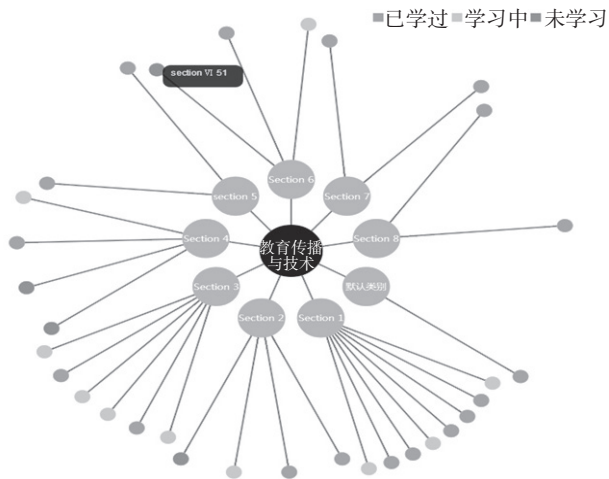 已学过 学习中 未学习
section Ⅵ 51
Section 6
section 5
Section 7
Section 4
Section 8
教育传播
与技术
Section 3
默认类别
Section 2
Section 1